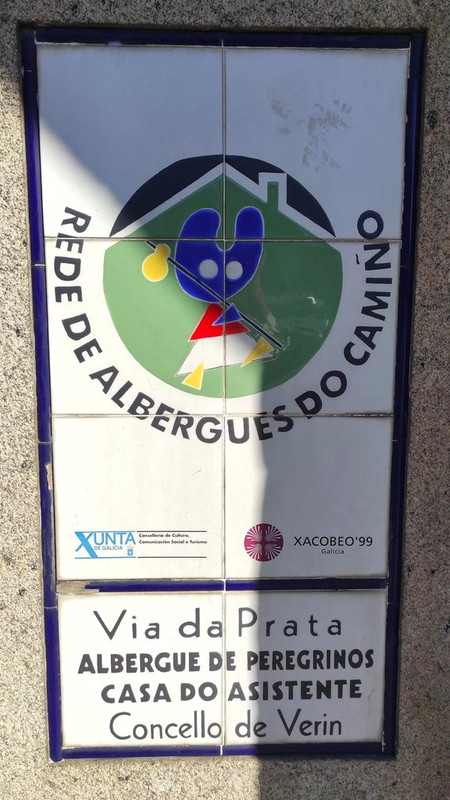 REDE DE ALBERGUES DO CAMIÑO
XUNTA
DE GALICIA
Consellería de Cultura,
Comunicación Social e Turismo
XACOBEO'99
Galicia
Via da Prata
ALBERGUE DE PEREGRINOS
CASA DO ASISTENTE
Concello de Verin